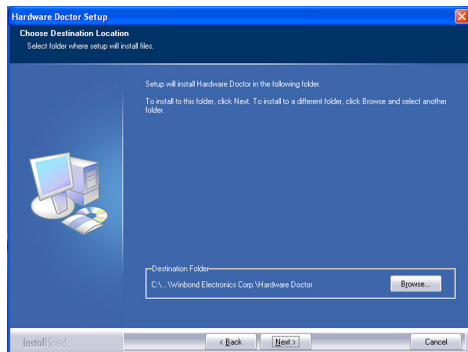 Hardware Doctor Setup
Choose Destination Location
Select folder where setup will install files.
Setup will install Hardware Doctor in the following folder.
To install to this folder, click Next. To install to a different folder, click Browse and select another
folder.
Destination Folder
C:\...\Winbond Electronics Corp.\Hardware Doctor
Browse...
InstallShield
< Back
Next >
Cancel